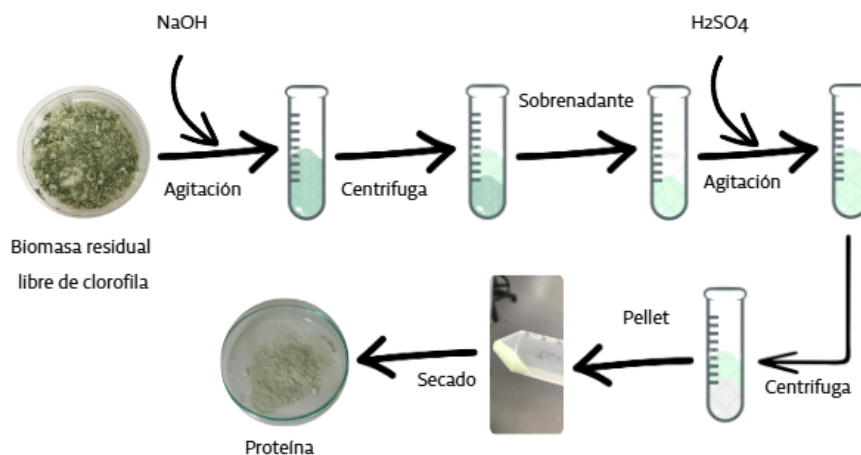 NaOH
H2SO4
Sobrenadante
Agitación
Centrifuga
Agitación
Biomasa residual
libre de clorofila
Pellet
Centrifuga
Secado
Proteína